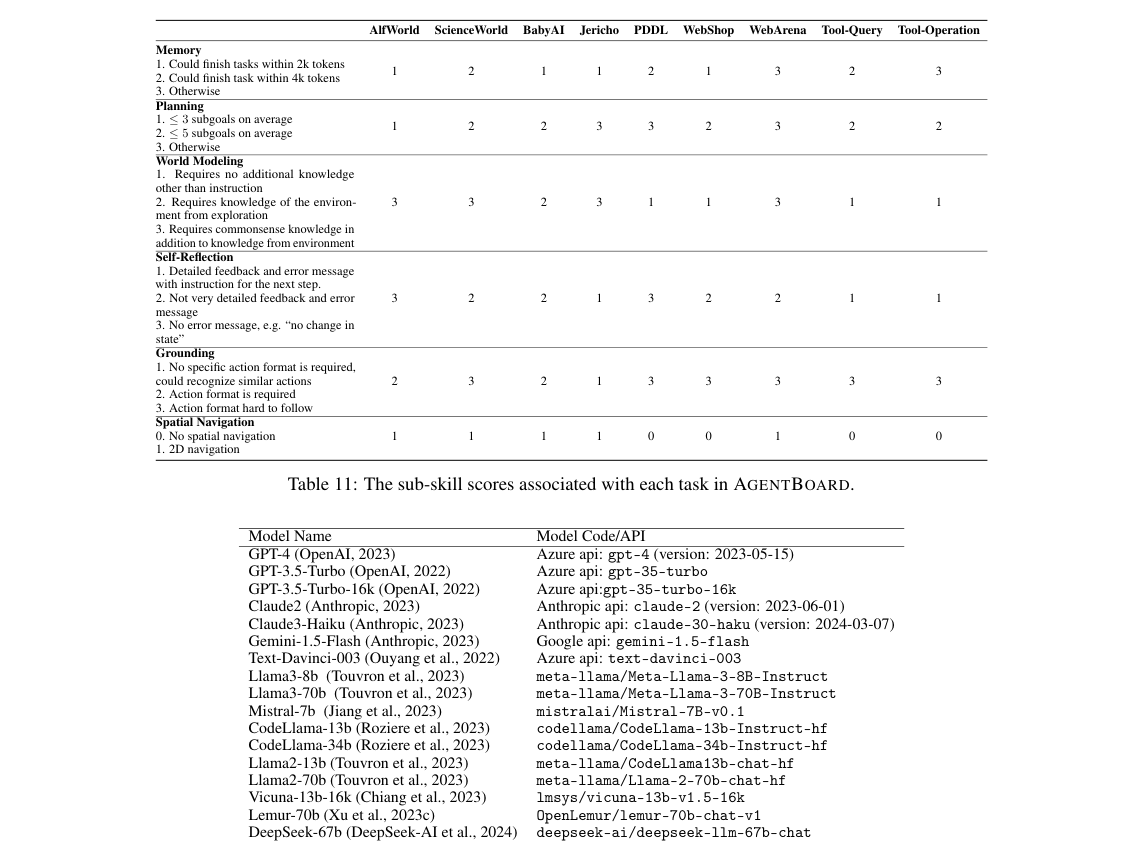 AlfWorld ScienceWorld BabyAI Jericho PDDL WebShop WebArena Tool-Query Tool-Operation
Memory
1. Could finish tasks within 2k tokens
2. Could finish task within 4k tokens
3. Otherwise
1 2 1 1 2 1 3 2 3
Planning
1. ≤ 3 subgoals on average
2. ≤ 5 subgoals on average
3. Otherwise
1 2 2 3 3 2 3 2 2
World Modeling
1. Requires no additional knowledge
other than instruction
2. Requires knowledge of the environ-
ment from exploration
3. Requires commonsense knowledge in
addition to knowledge from environment
3 3 2 3 1 1 3 1 1
Self-Reflection
1. Detailed feedback and error message
with instruction for the next step.
2. Not very detailed feedback and error
message
3. No error message, e.g. “no change in
state”
3 2 2 1 3 2 2 1 1
Grounding
1. No specific action format is required,
could recognize similar actions
2. Action format is required
3. Action format hard to follow
2 3 2 1 3 3 3 3 3
Spatial Navigation
0. No spatial navigation
1. 2D navigation
1 1 1 1 0 0 1 0 0
Table 11: The sub-skill scores associated with each task in AGENTBOARD.
Model Name Model Code/API
GPT-4 (OpenAI, 2023) Azure api: gpt-4 (version: 2023-05-15)
GPT-3.5-Turbo (OpenAI, 2022) Azure api: gpt-35-turbo
GPT-3.5-Turbo-16k (OpenAI, 2022) Azure api:gpt-35-turbo-16k
Claude2 (Anthropic, 2023) Anthropic api: claude-2 (version: 2023-06-01)
Claude3-Haiku (Anthropic, 2023) Anthropic api: claude-30-haku (version: 2024-03-07)
Gemini-1.5-Flash (Anthropic, 2023) Google api: gemini-1.5-flash
Text-Davinci-003 (Ouyang et al., 2022) Azure api: text-davinci-003
Llama3-8b (Touvron et al., 2023) meta-llama/Meta-Llama-3-8B-Instruct
Llama3-70b (Touvron et al., 2023) meta-llama/Meta-Llama-3-70B-Instruct
Mistral-7b (Jiang et al., 2023) mistralai/Mistral-7B-v0.1
CodeLlama-13b (Roziere et al., 2023) codellama/CodeLlama-13b-Instruct-hf
CodeLlama-34b (Roziere et al., 2023) codellama/CodeLlama-34b-Instruct-hf
Llama2-13b (Touvron et al., 2023) meta-llama/CodeLlama13b-chat-hf
Llama2-70b (Touvron et al., 2023) meta-llama/Llama-2-70b-chat-hf
Vicuna-13b-16k (Chiang et al., 2023) lmsys/vicuna-13b-v1.5-16k
Lemur-70b (Xu et al., 2023c) OpenLemur/lemur-70b-chat-v1
DeepSeek-67b (DeepSeek-AI et al., 2024) deepseek-ai/deepseek-llm-67b-chat